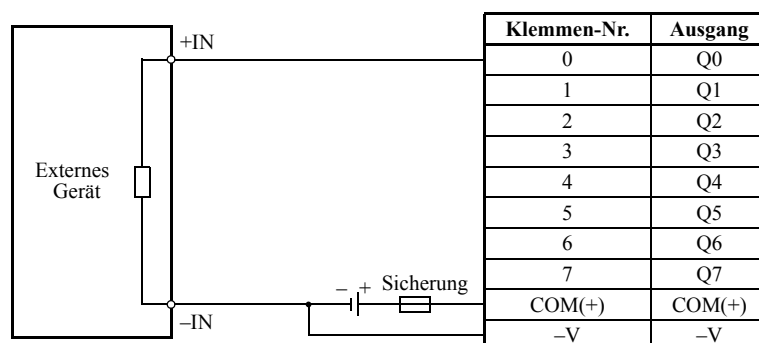 +IN
Externes
Gerät
–IN
– +
Sicherung
Klemmen-Nr. Ausgang
0 Q0
1 Q1
2 Q2
3 Q3
4 Q4
5 Q5
6 Q6
7 Q7
COM(+) COM(+)
–V –V